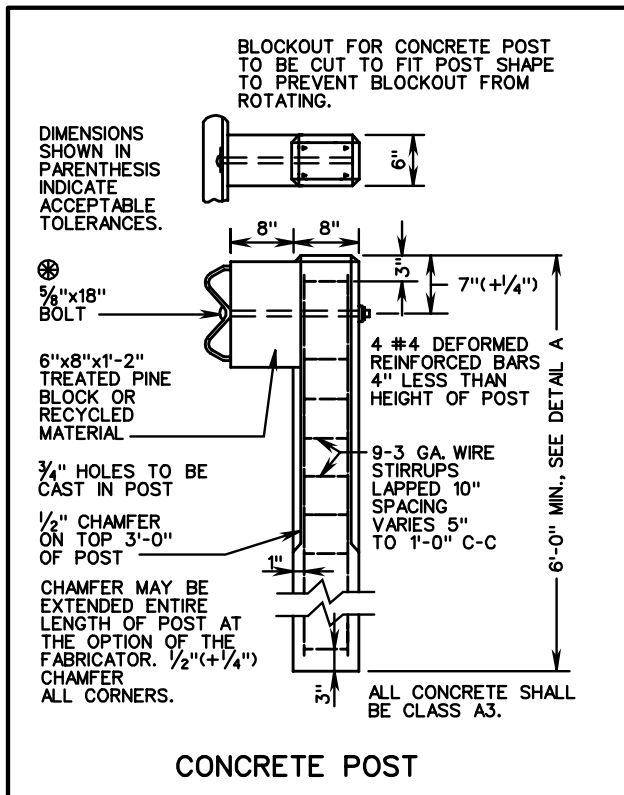 BLOCKOUT FOR CONCRETE POST
TO BE CUT TO FIT POST SHAPE
TO PREVENT BLOCKOUT FROM
ROTATING.
DIMENSIONS
SHOWN IN
PARENTHESIS
INDICATE
ACCEPTABLE
TOLERANCES.
6"
8"
8"
3"
7"(+1/4")
5/8"x18"
BOLT
6"x8"x1'-2"
TREATED PINE
BLOCK OR
RECYCLED
MATERIAL
4 #4 DEFORMED
REINFORCED BARS
4" LESS THAN
HEIGHT OF POST
6'-0" MIN., SEE DETAIL A
3/4" HOLES TO BE
CAST IN POST
9-3 GA. WIRE
STIRRUPS
LAPPED 10"
SPACING
VARIES 5"
TO 1'-0" C-C
1/2" CHAMFER
ON TOP 3'-0"
OF POST
1"
CHAMFER MAY BE
EXTENDED ENTIRE
LENGTH OF POST AT
THE OPTION OF THE
FABRICATOR. 1/2"(+1/4")
CHAMFER
ALL CORNERS.
3"
ALL CONCRETE SHALL
BE CLASS A3.
CONCRETE POST